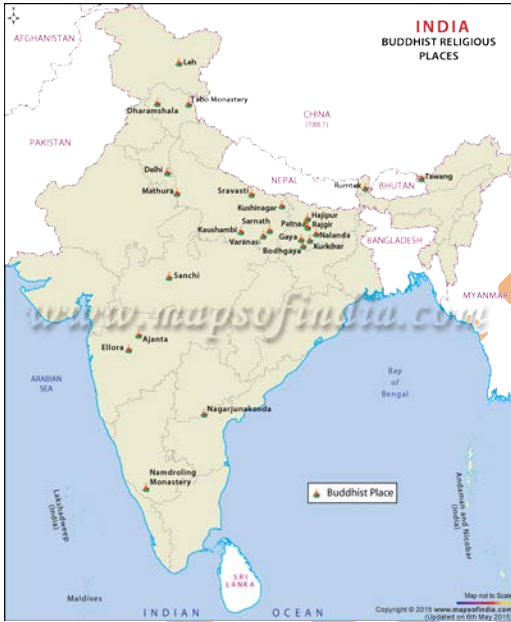 INDIA
BUDDHIST RELIGIOUS
PLACES
AFGHANISTAN
Leh
Tabo Monastery
Dharamshala
CHINA
(TIBET)
PAKISTAN
Delhi
Mathura
NEPAL
Sravasti
Rumtek
BHUTAN
Tawang
Kushinagar
Hajipur
Sarnath
Patna
Rajgir
Kaushambi
Nalanda
Varanasi
Gaya
Kurkihar
Bodhgaya
BANGLADESH
Sanchi
MYANMAR
www.mapsofindia.com
Ajanta
Ellora
ARABIAN
SEA
Bay
of
Bengal
Nagarjunakonda
Namdroling
Monastery
Buddhist Place
Lakshadweep
(India)
Andaman and Nicobar
(India)
SRI
LANKA
Maldives
INDIAN OCEAN
Map not to Scale
Copyright © 2015 www.mapsofindia.com
(Updated on 6th May 2015)